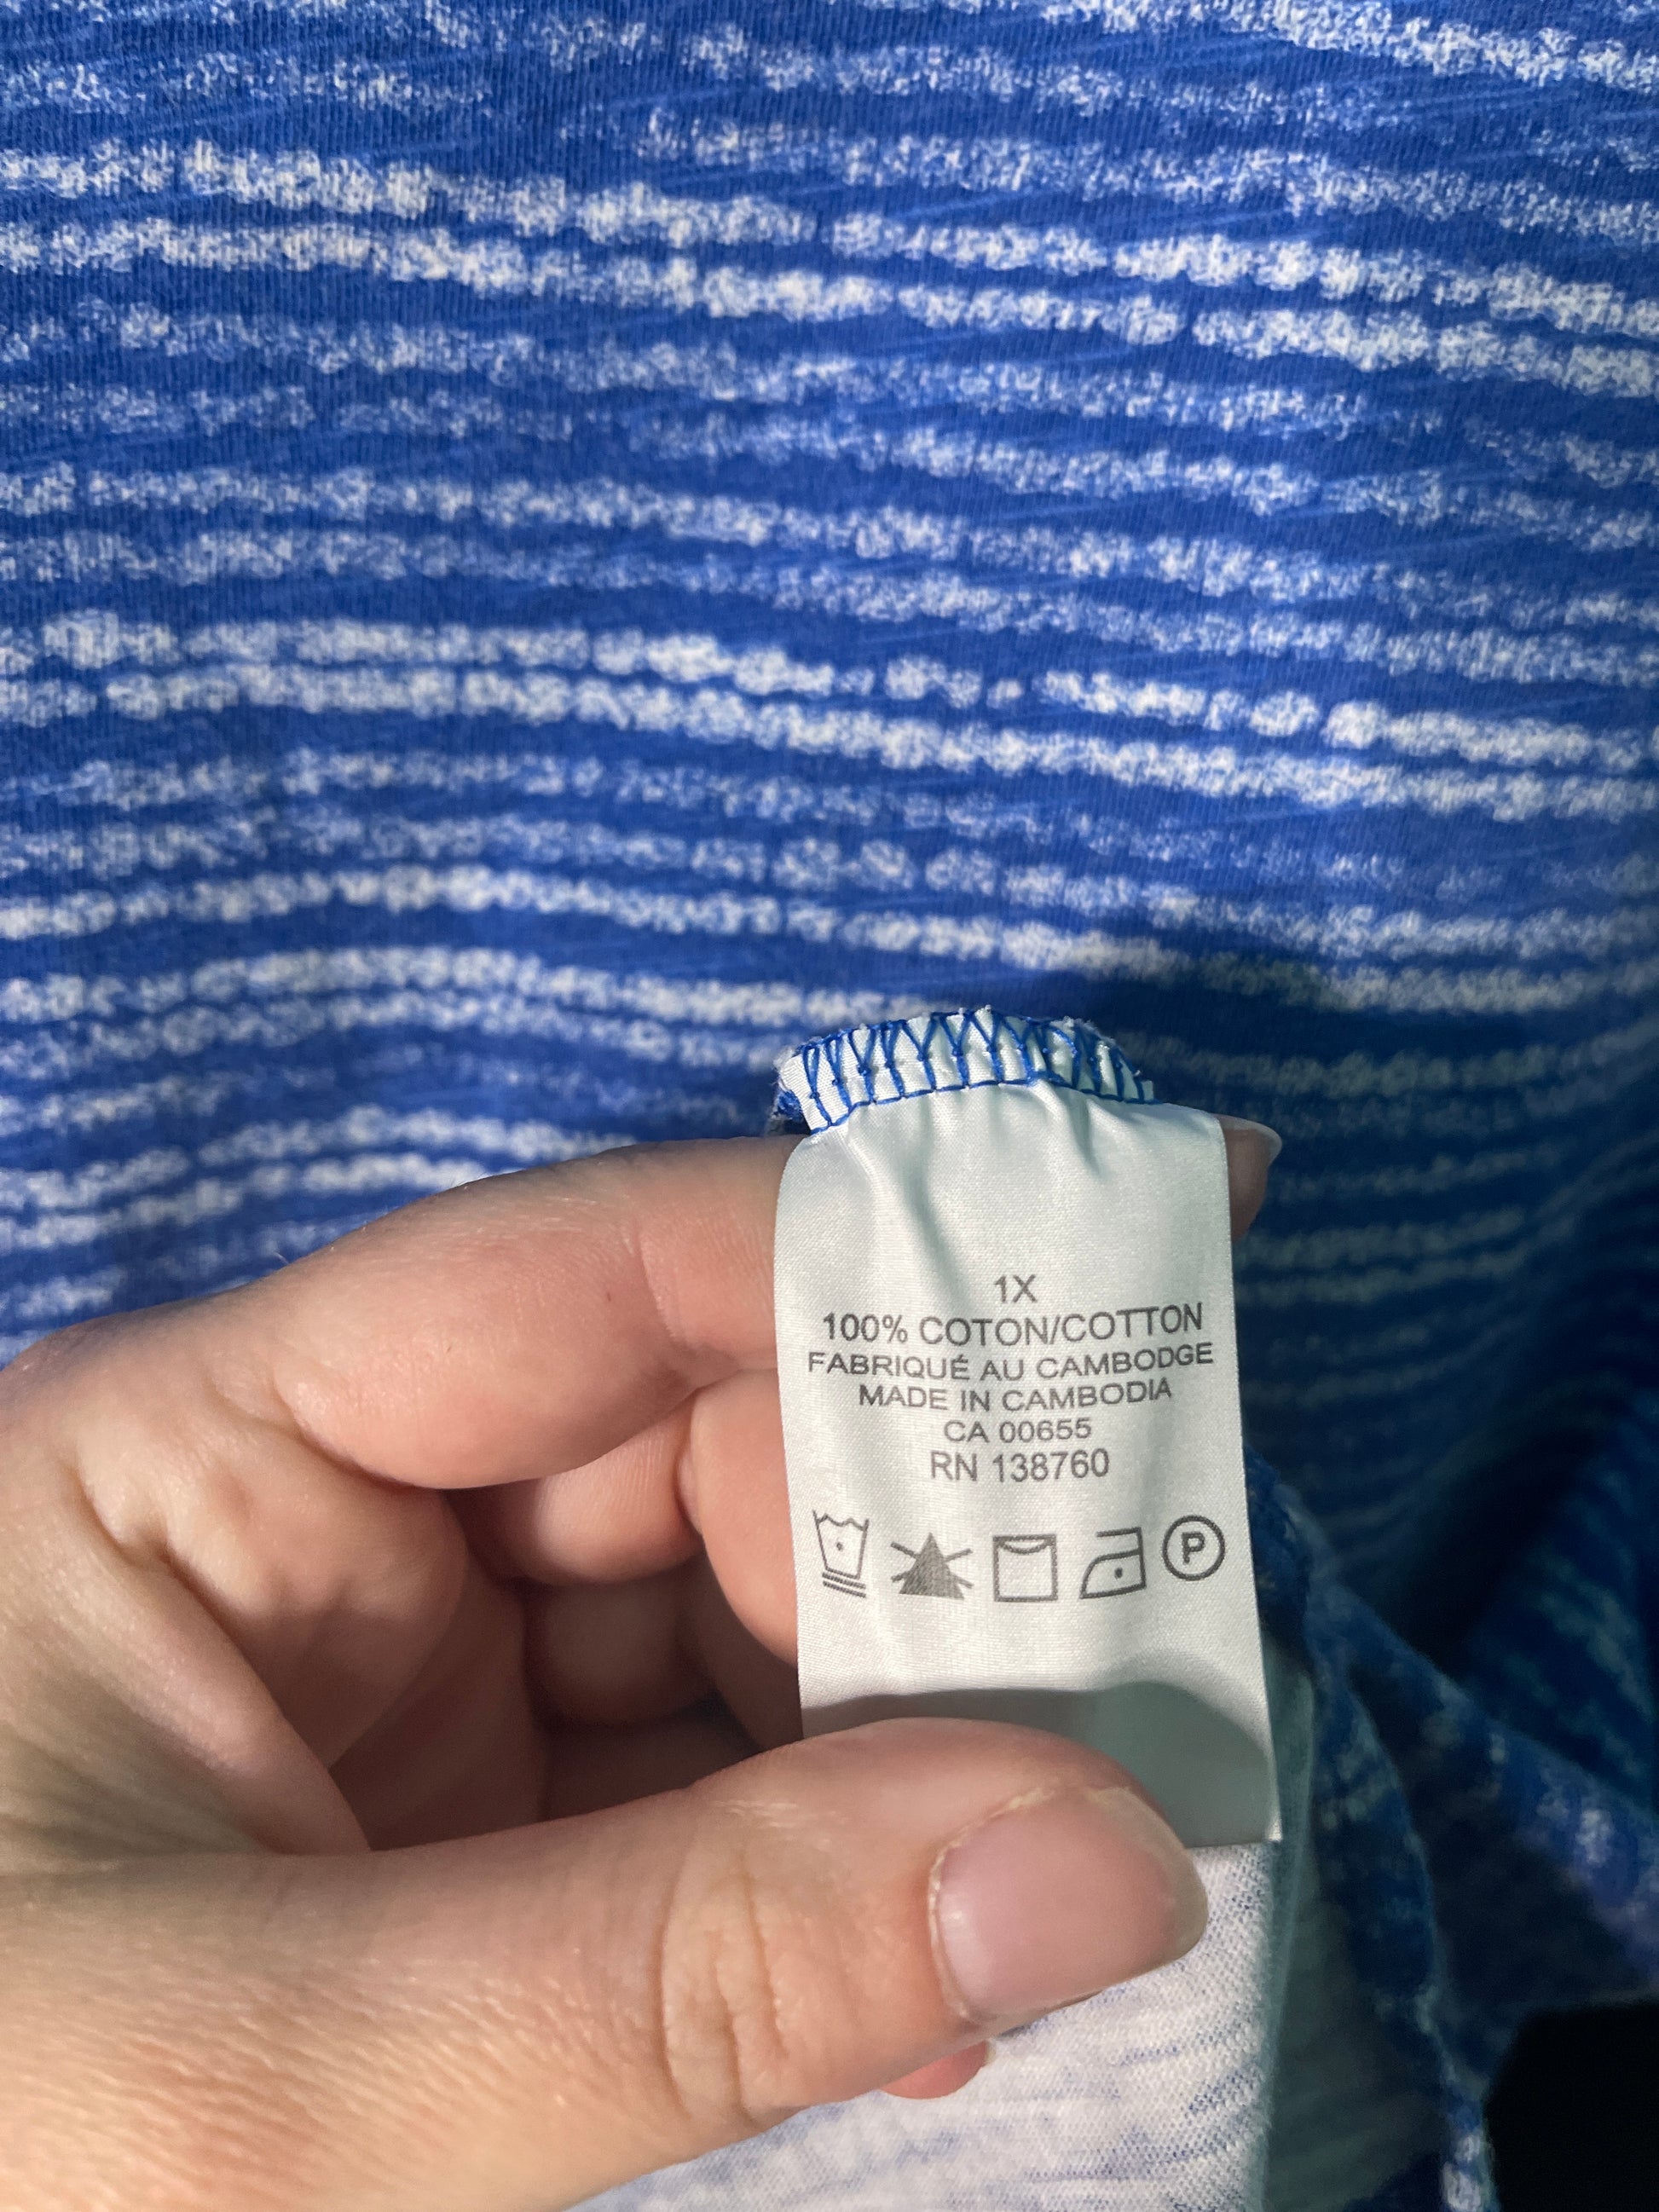 1X
100% COTON/COTTON
FABRIQUÉ AU CAMBODGE
MADE IN CAMBODIA
CA 00655
RN 138760
P